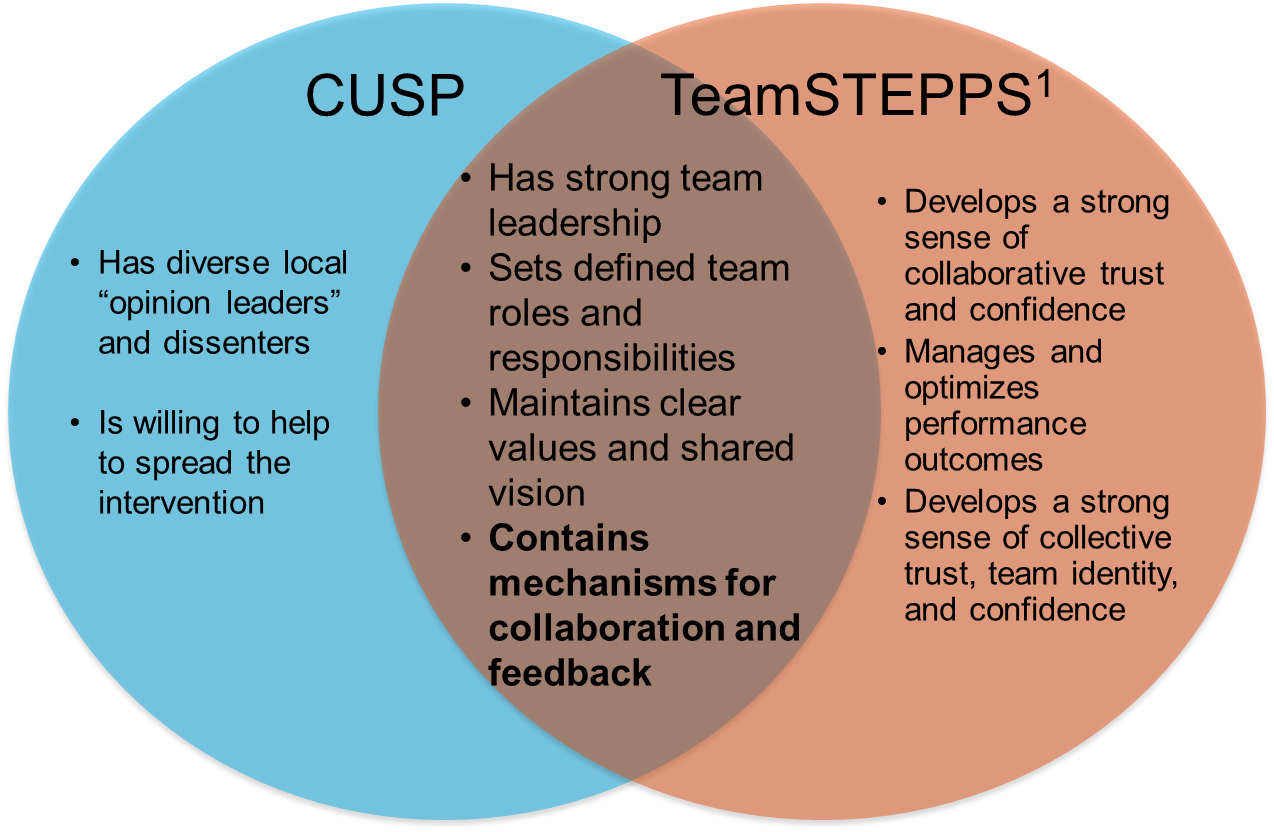 CUSP
TeamSTEPPS¹
• Has diverse local
“opinion leaders”
and dissenters
• Is willing to help
to spread the
intervention
• Has strong team
leadership
• Sets defined team
roles and
responsibilities
• Maintains clear
values and shared
vision
• Contains
mechanisms for
collaboration and
feedback
• Develops a strong
sense of
collaborative trust
and confidence
• Manages and
optimizes
performance
outcomes
• Develops a strong
sense of collective
trust, team identity,
and confidence